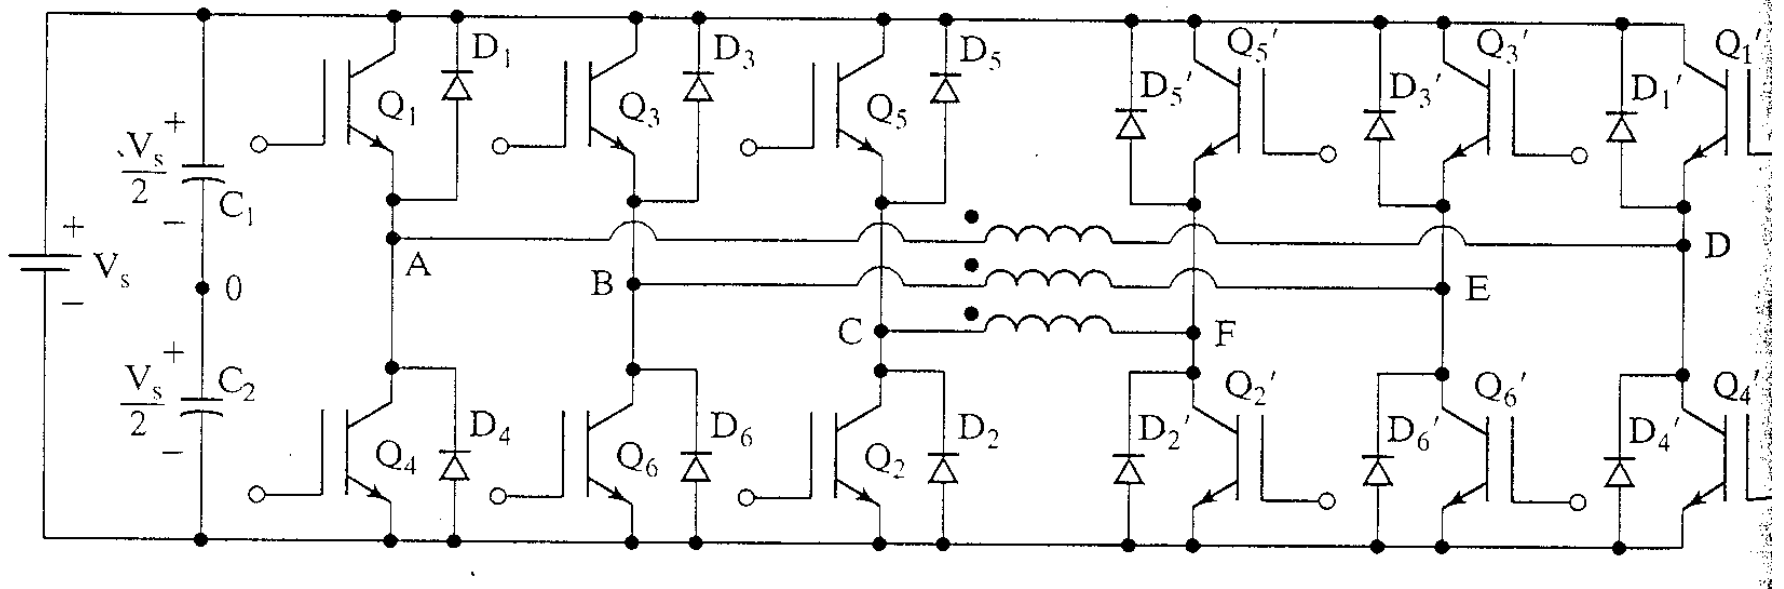 Q₁
D₁
Q₃
D₃
Q₅
D₅
D₅′
Q₅′
D₃′
Q₃′
D₁′
Q₁′
+
Vₛ
2
−
C₁
+
Vₛ
−
0
A
B
C
D
E
F
+
Vₛ
2
−
C₂
Q₄
D₄
Q₆
D₆
Q₂
D₂
D₂′
Q₂′
D₆′
Q₆′
D₄′
Q₄′